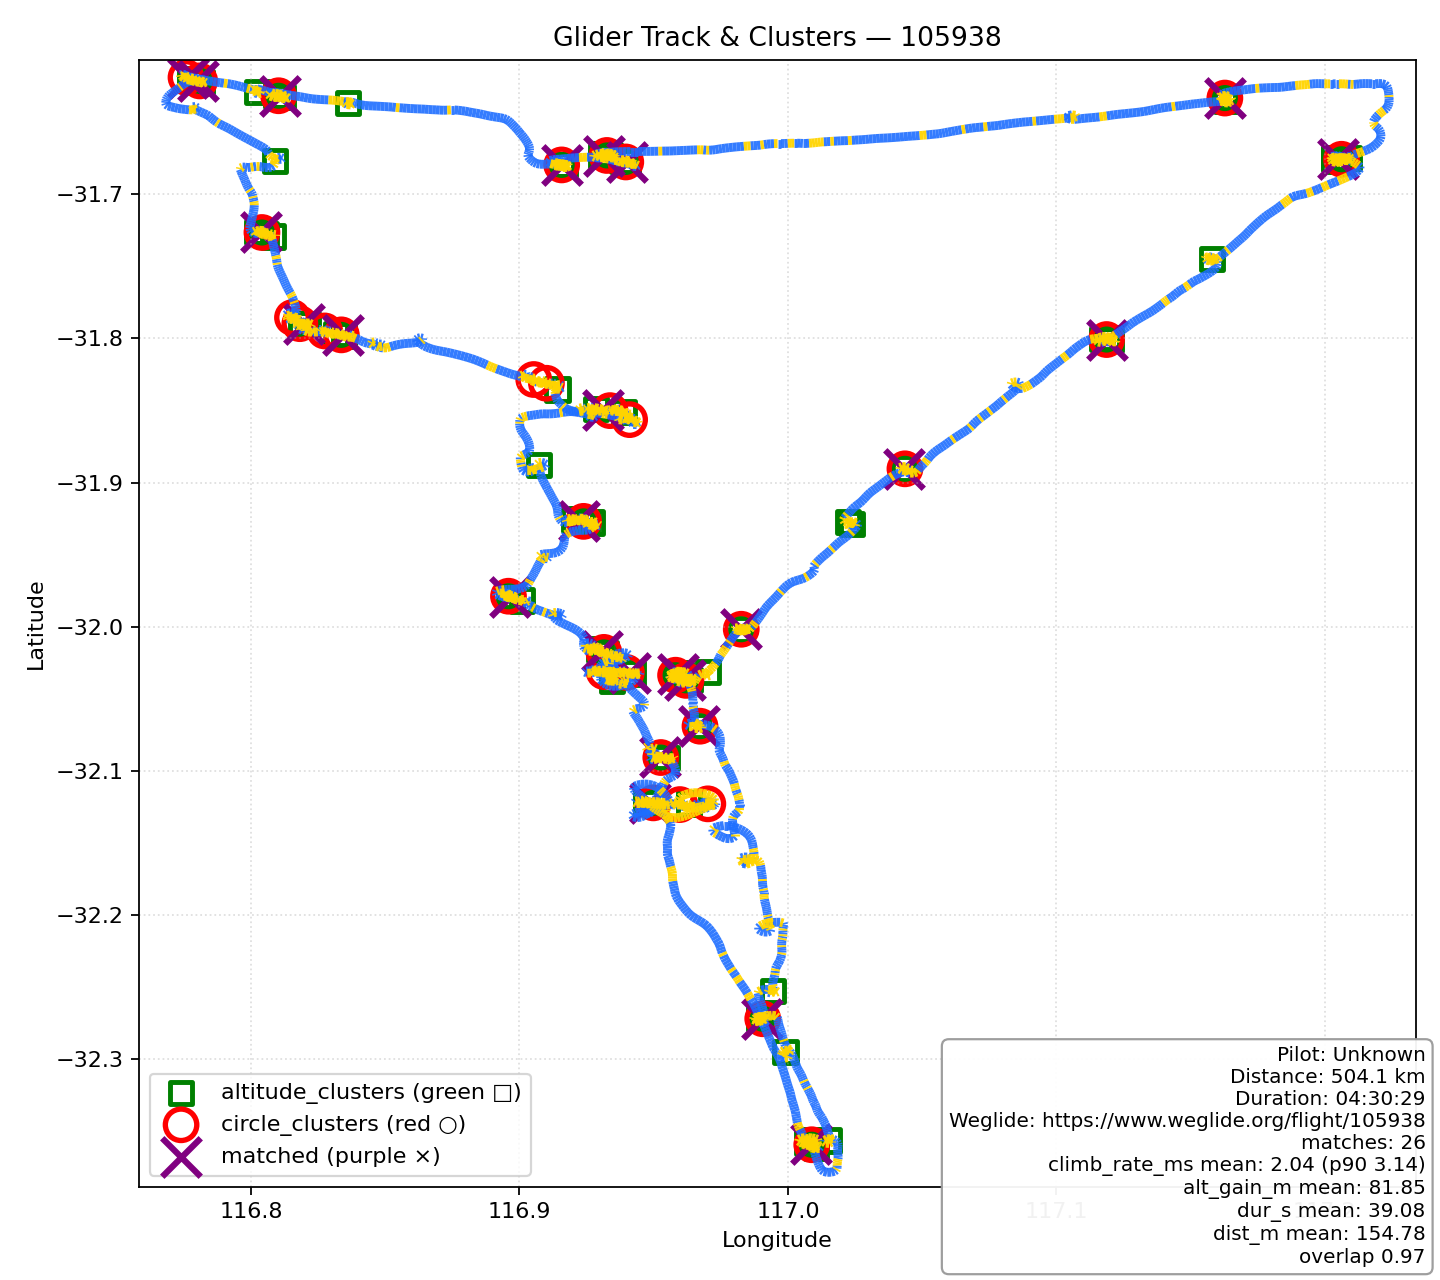 Glider Track & Clusters — 105938
Latitude
−31.7
−31.8
−31.9
−32.0
−32.1
−32.2
−32.3
altitude_clusters (green □)
circle_clusters (red ○)
matched (purple ×)
Pilot: Unknown
Distance: 504.1 km
Duration: 04:30:29
Weglide: https://www.weglide.org/flight/105938
matches: 26
climb_rate_ms mean: 2.04 (p90 3.14)
alt_gain_m mean: 81.85
dur_s mean: 39.08
dist_m mean: 154.78
overlap 0.97
116.8
116.9
117.0
117.1
Longitude